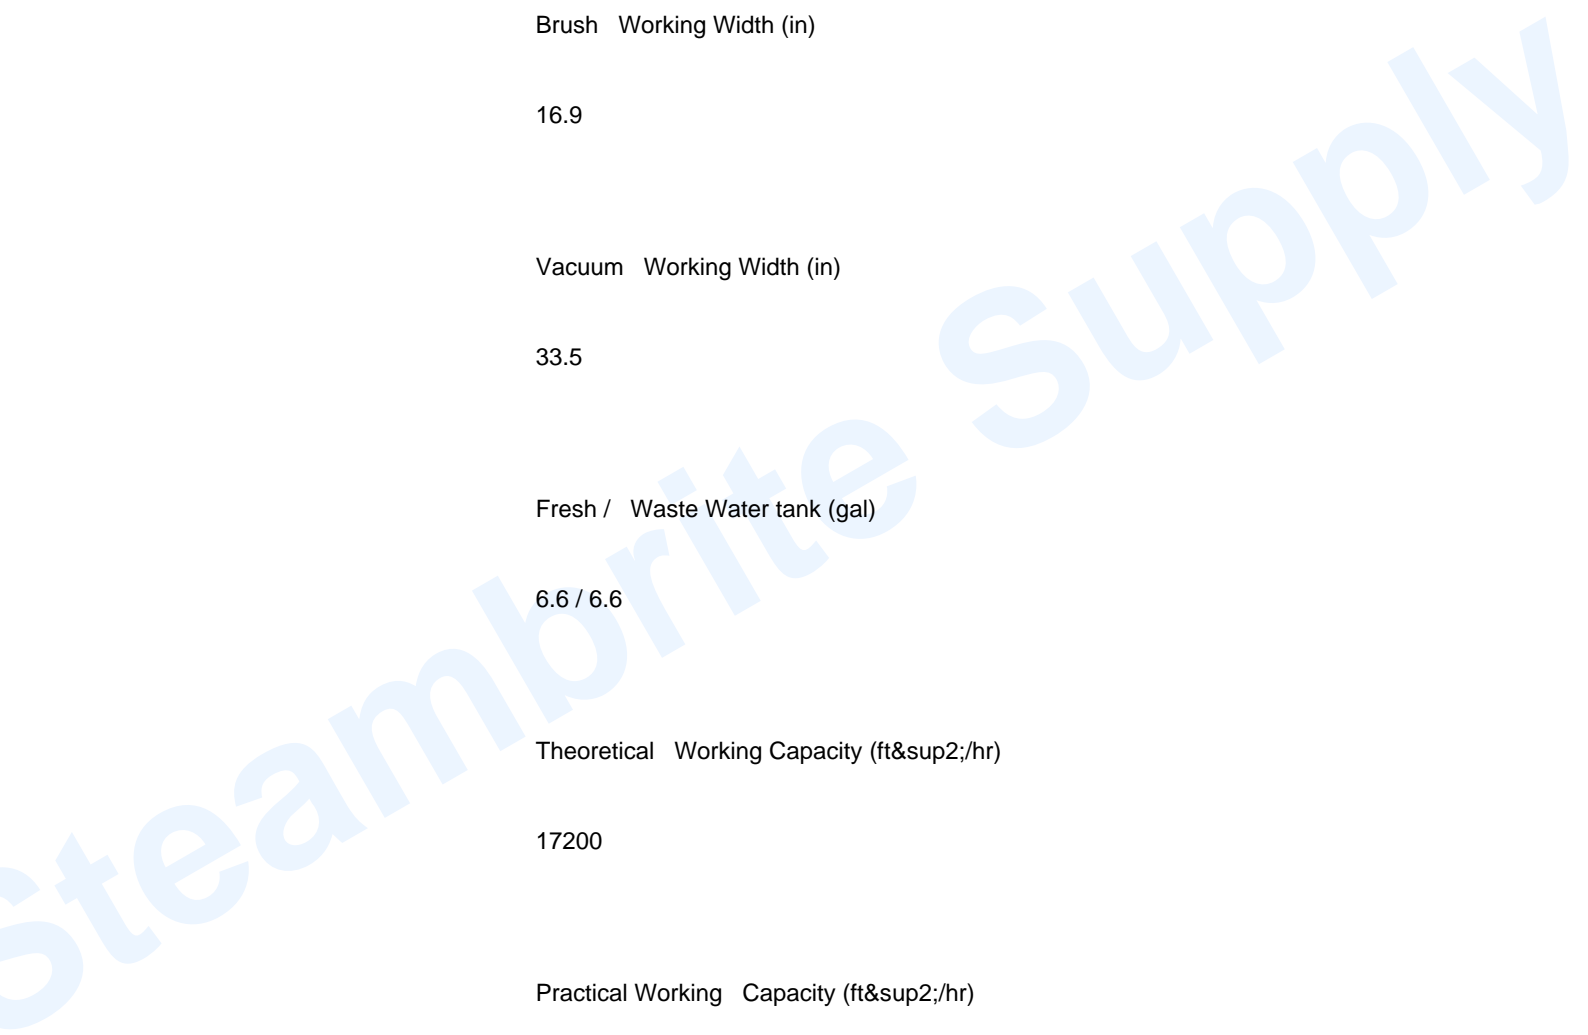 Brush Working Width (in)
16.9
Vacuum Working Width (in)
33.5
Fresh / Waste Water tank (gal)
6.6 / 6.6
Theoretical Working Capacity (ft&sup2;/hr)
17200
Practical Working Capacity (ft&sup2;/hr)
Steambrite Supply